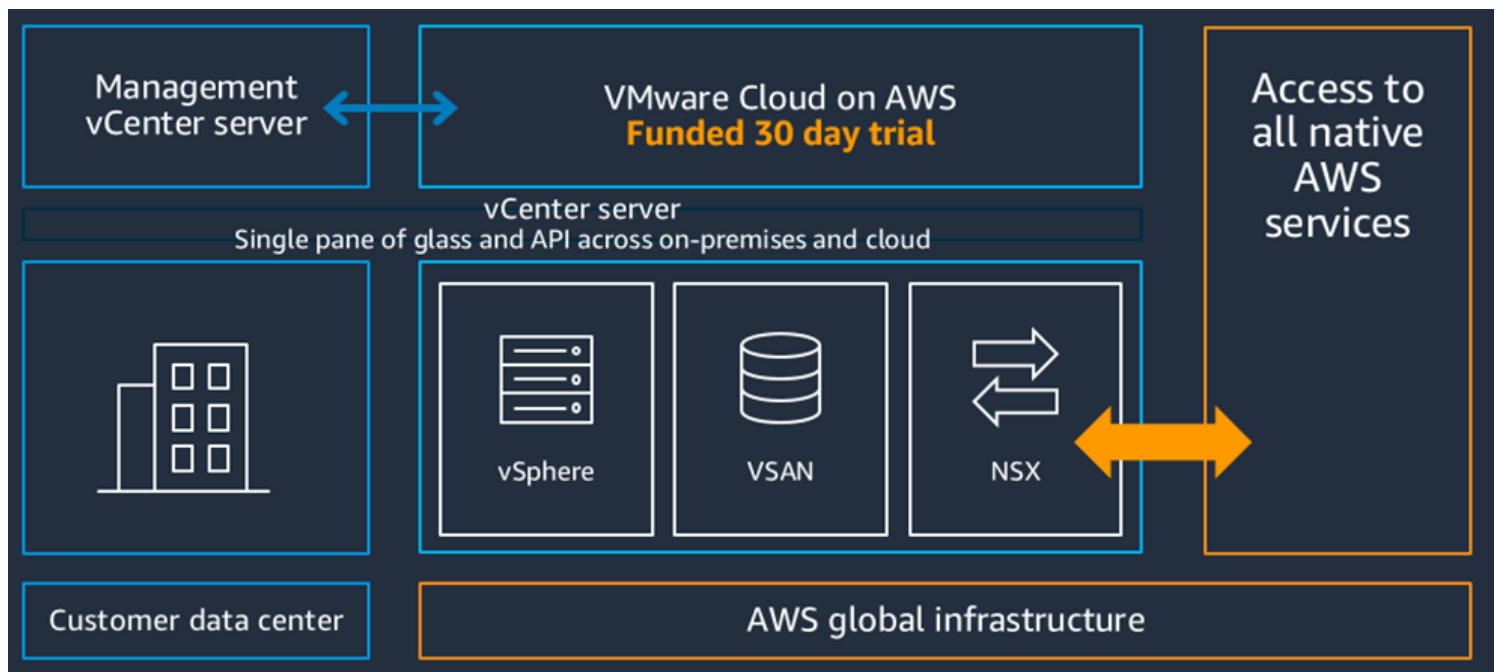 Management
vCenter server
VMware Cloud on AWS
Funded 30 day trial
Access to
all native
AWS
services
vCenter server
Single pane of glass and API across on-premises and cloud
vSphere
VSAN
NSX
Customer data center
AWS global infrastructure